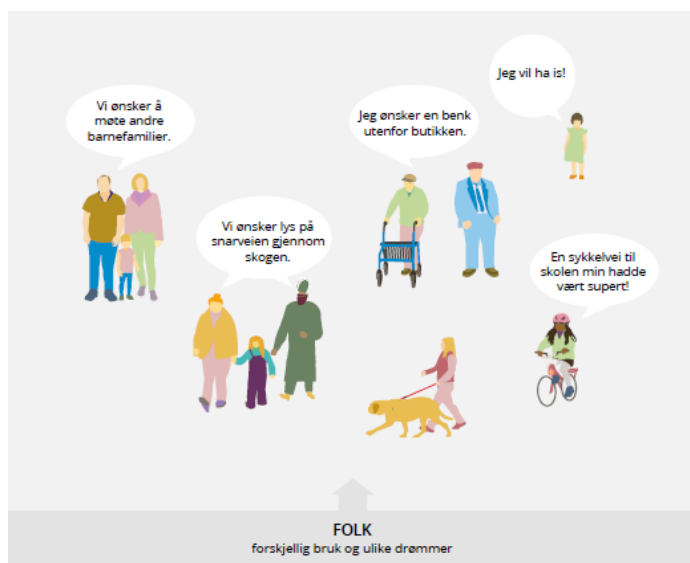 Jeg vil ha is!
Vi ønsker å
møte andre
barnefamilier.
Jeg ønsker en benk
utenfor butikken.
Vi ønsker lys på
snarveien gjennom
skogen.
En sykkelvei til
skolen min hadde
vært supert!
FOLK
forskjellig bruk og ulike drømmer